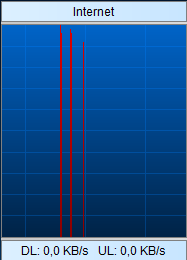 Internet
DL: 0,0 KB/s UL: 0,0 KB/s